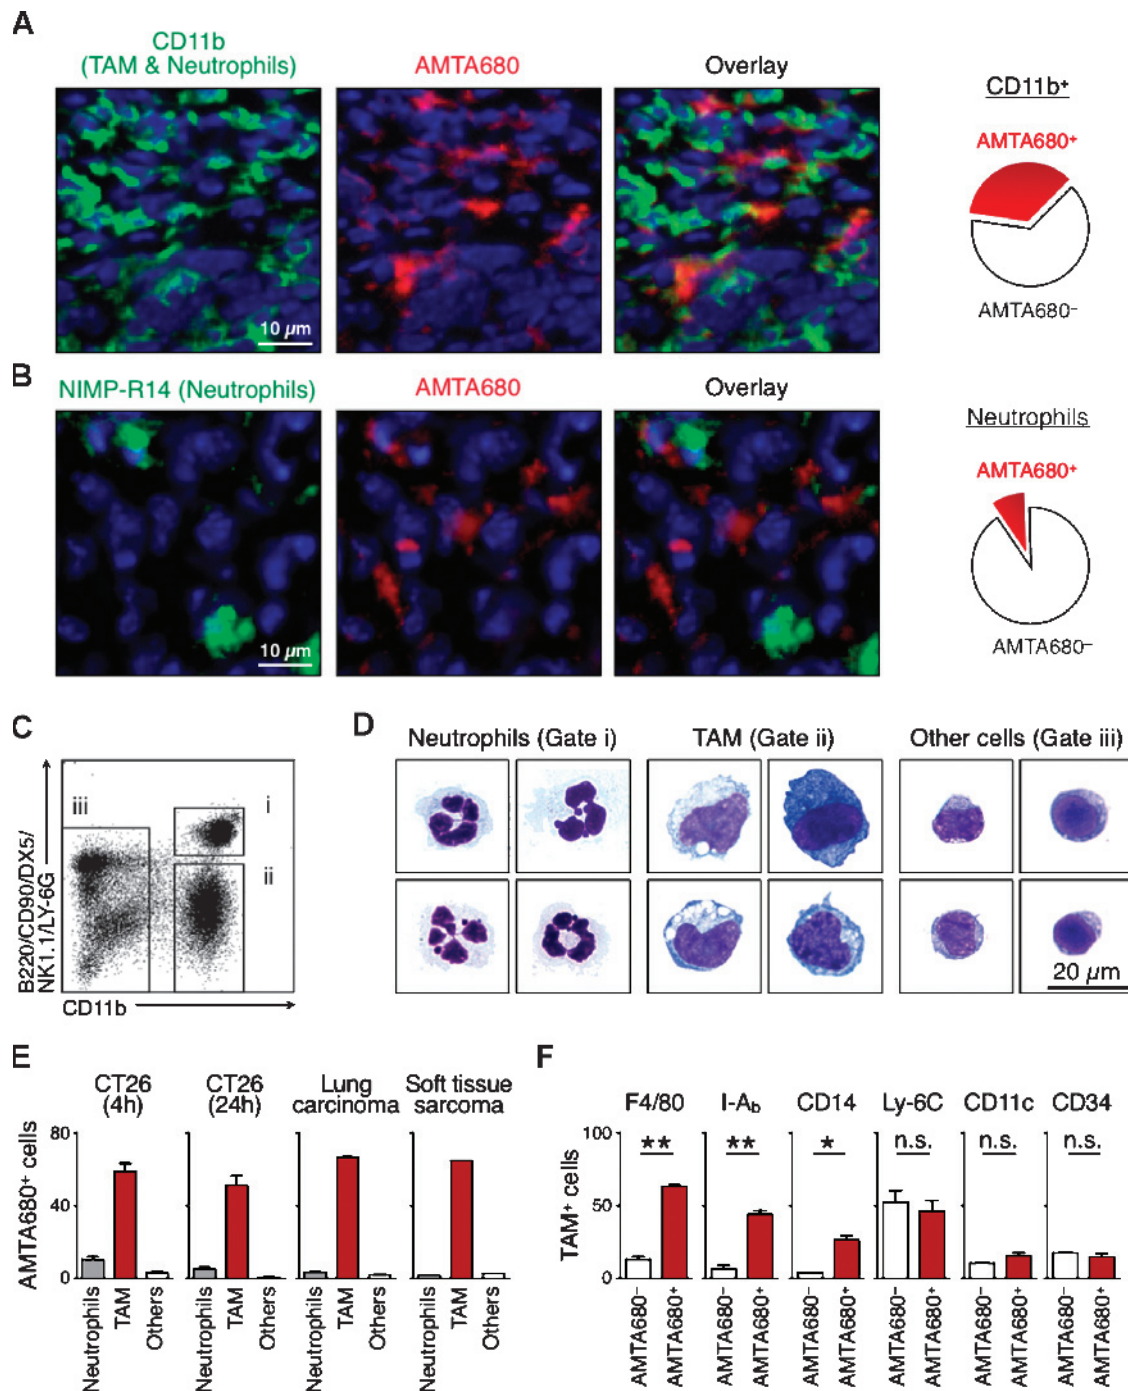 A
CD11b
(TAM & Neutrophils)
AMTA680
Overlay
CD11b⁺
AMTA680⁺
AMTA680⁻
10 µm
B
NIMP-R14 (Neutrophils)
AMTA680
Overlay
Neutrophils
AMTA680⁺
AMTA680⁻
10 µm
C
B220/CD90/DX5/
NK1.1/LY-6G
iii
i
ii
CD11b
D
Neutrophils (Gate i)
TAM (Gate ii)
Other cells (Gate iii)
20 µm
E
CT26
(4h)
CT26
(24h)
Lung
carcinoma
Soft tissue
sarcoma
AMTA680⁺ cells
80
40
0
Neutrophils
TAM
Others
Neutrophils
TAM
Others
Neutrophils
TAM
Others
Neutrophils
TAM
Others
F
F4/80
I-A_b
CD14
Ly-6C
CD11c
CD34
TAM⁺ cells
100
50
0
**
**
*
n.s.
n.s.
n.s.
AMTA680⁻
AMTA680⁺
AMTA680⁻
AMTA680⁺
AMTA680⁻
AMTA680⁺
AMTA680⁻
AMTA680⁺
AMTA680⁻
AMTA680⁺
AMTA680⁻
AMTA680⁺